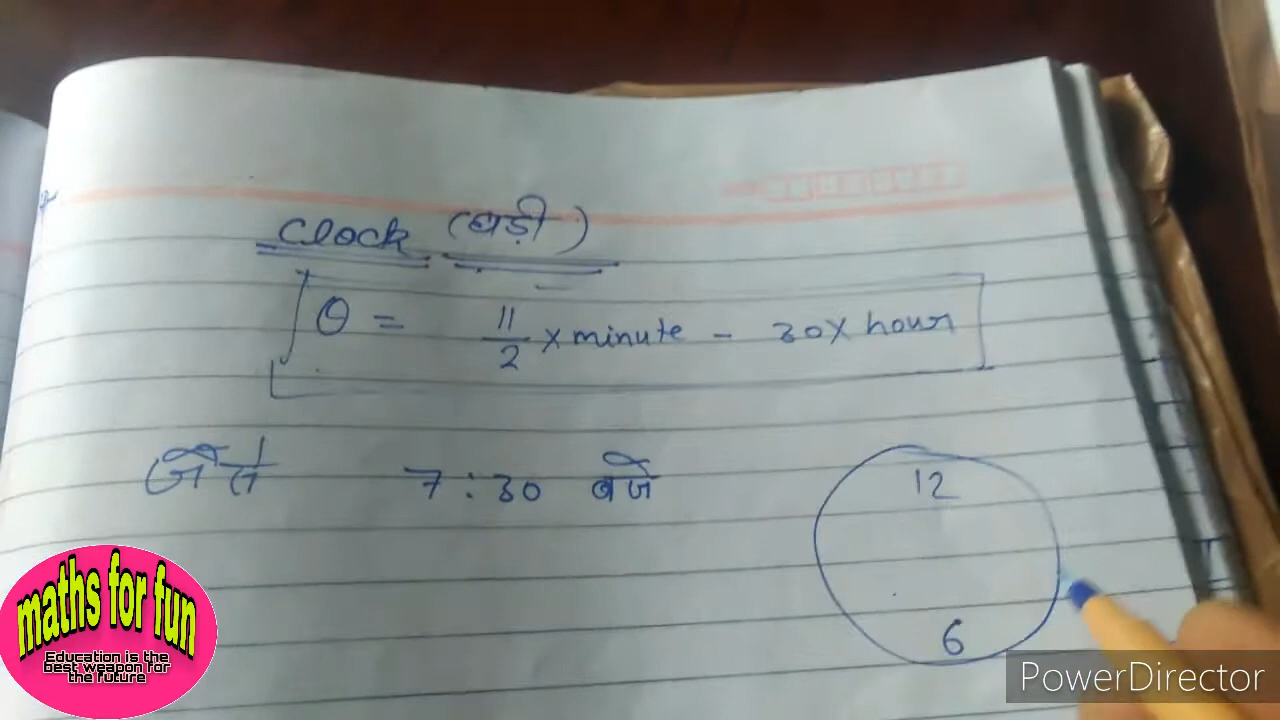 Clock (घड़ी)
θ = 11/2 × minute - 30 × hour
जैसे 7:30 बजे
12
6
maths for fun
Education is the
best weapon for
the future
PowerDirector